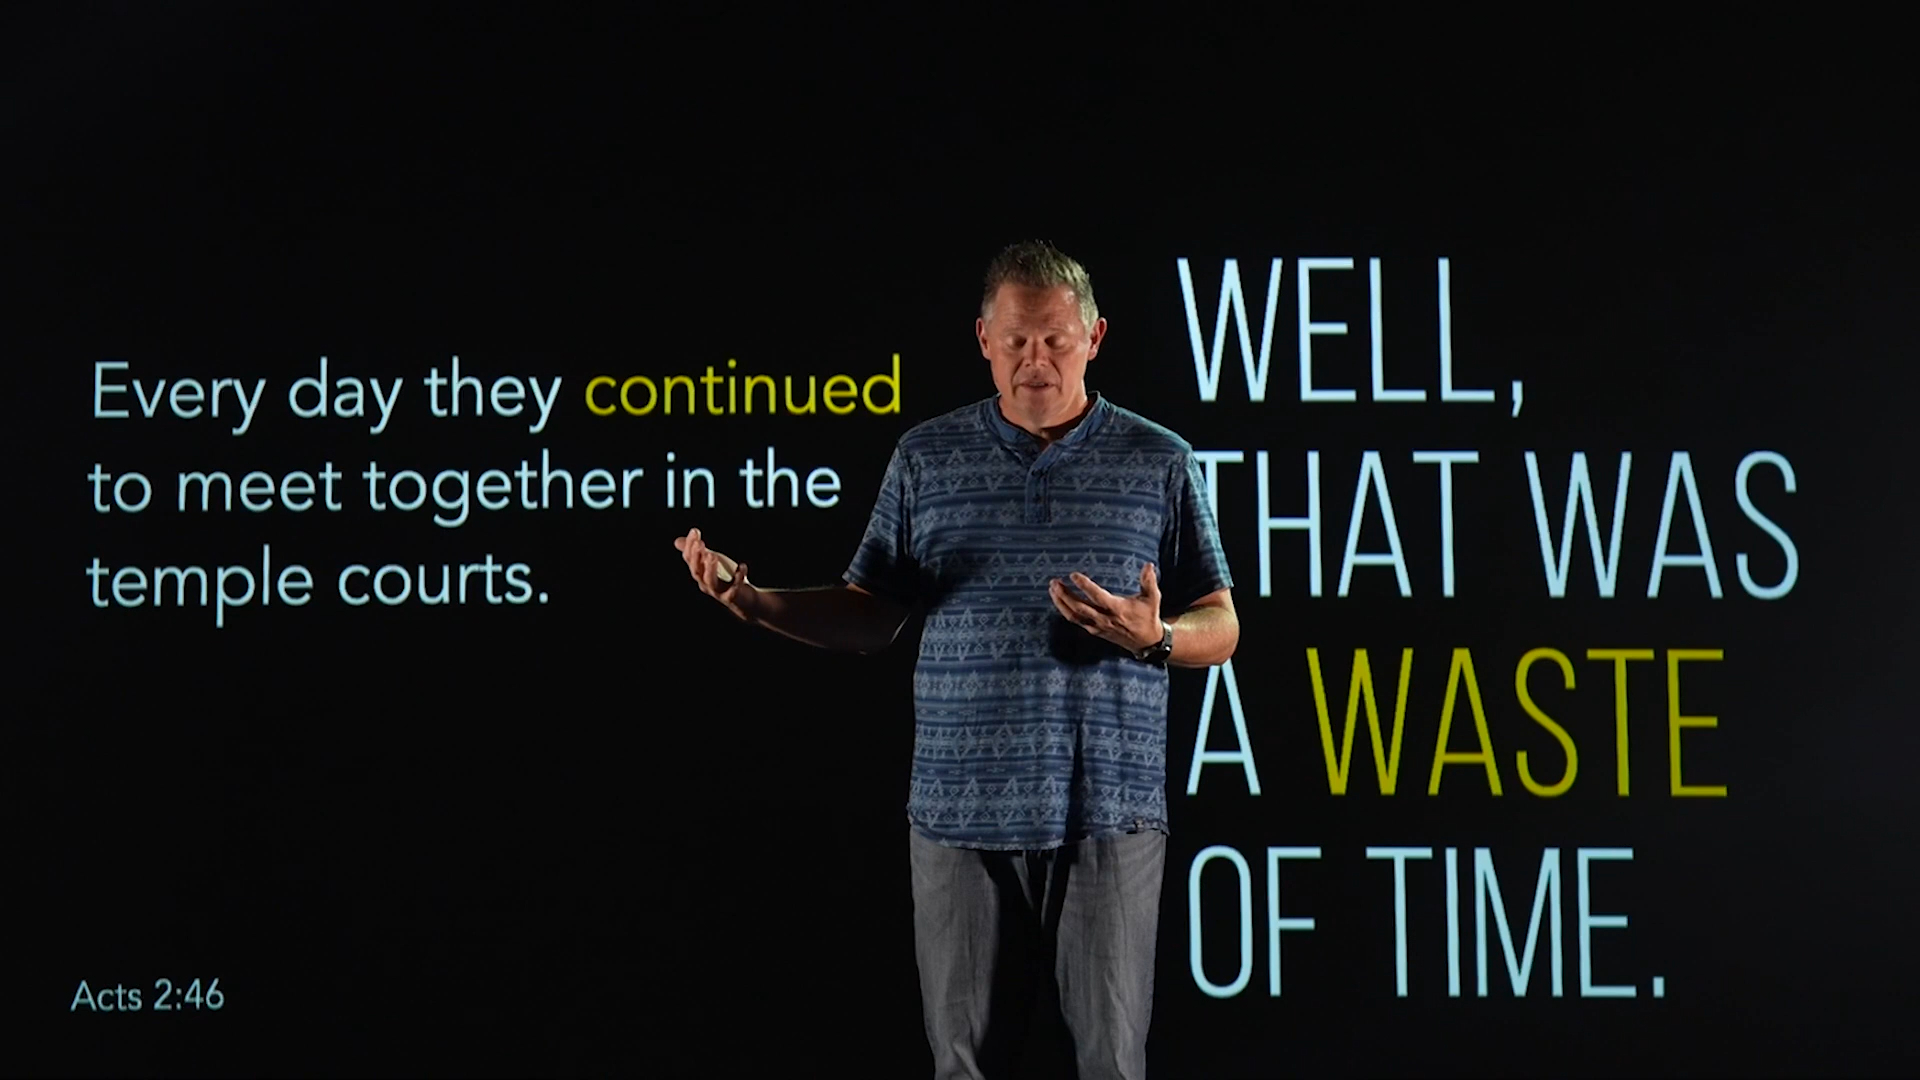 Every day they continued
to meet together in the
temple courts.
Acts 2:46
WELL,
THAT WAS
A WASTE
OF TIME.